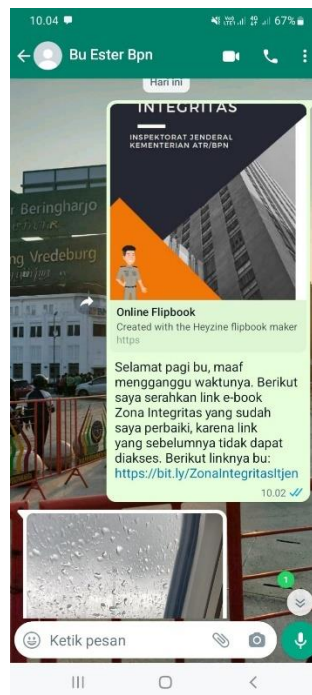 10.04
67%
Bu Ester Bpn
Hari ini
INTEGRITAS
INSPEKTORAT JENDERAL
KEMENTERIAN ATR/BPN
Beringharjo
ng Vredeburg
Online Flipbook
Created with the Heyzine flipbook maker
https
Selamat pagi bu, maaf
mengganggu waktunya. Berikut
saya serahkan link e-book
Zona Integritas yang sudah
saya perbaiki, karena link
yang sebelumnya tidak dapat
diakses. Berikut linknya bu:
https://bit.ly/ZonaIntegritasItjen
10.02
1
Ketik pesan